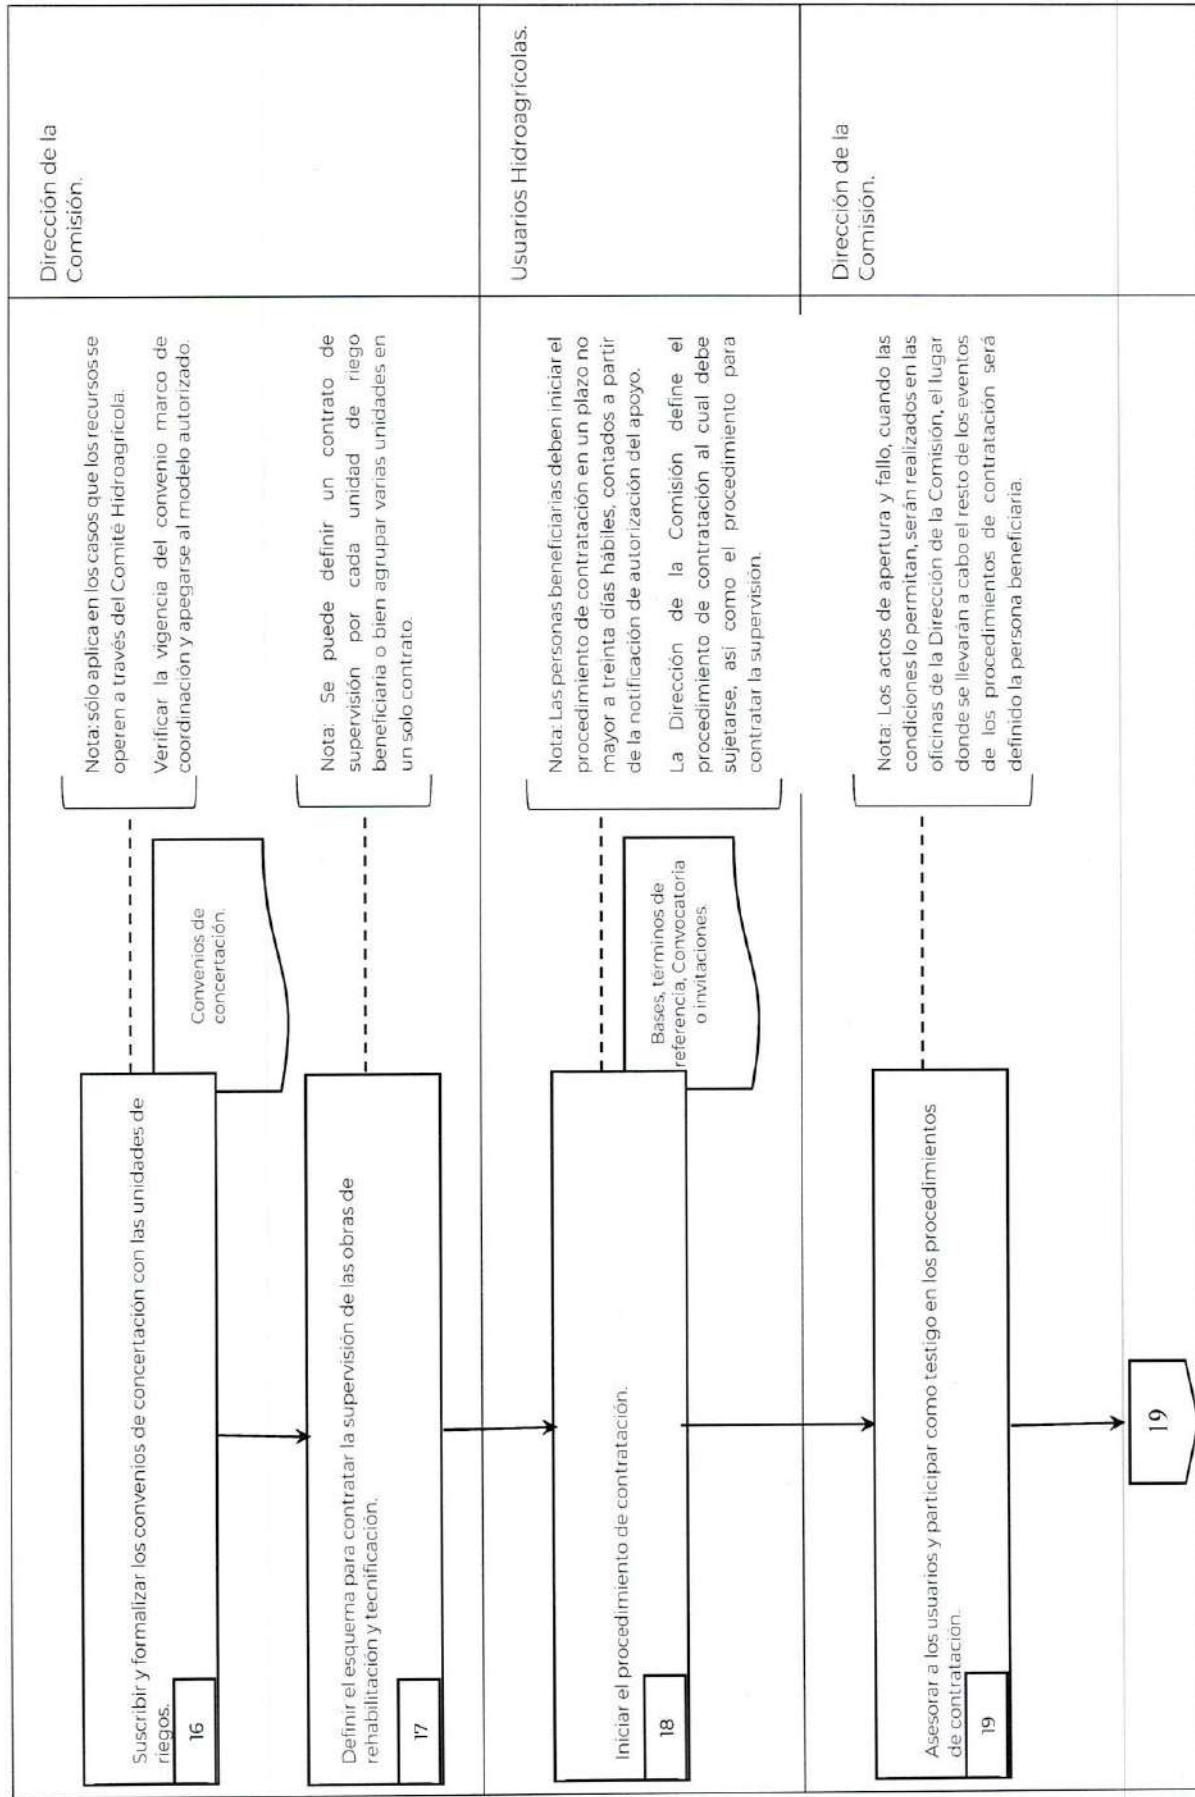 Suscribir y formalizar los convenios de concertación con las unidades de
riegos.
16
Convenios de
concertación.
Nota: sólo aplica en los casos que los recursos se
operen a través del Comité Hidroagrícola.
Verificar la vigencia del convenio marco de
coordinación y apegarse al modelo autorizado.
Dirección de la
Comisión.
Definir el esquema para contratar la supervisión de las obras de
rehabilitación y tecnificación.
17
Nota: Se puede definir un contrato de
supervisión por cada unidad de riego
beneficiaria o bien agrupar varias unidades en
un solo contrato.
Iniciar el procedimiento de contratación.
18
Bases, términos de
referencia, Convocatoria
o invitaciones.
Nota: Las personas beneficiarias deben iniciar el
procedimiento de contratación en un plazo no
mayor a treinta días hábiles, contados a partir
de la notificación de autorización del apoyo.
La Dirección de la Comisión define el
procedimiento de contratación al cual debe
sujetarse, así como el procedimiento para
contratar la supervisión.
Usuarios Hidroagrícolas.
Asesorar a los usuarios y participar como testigo en los procedimientos
de contratación.
19
Nota: Los actos de apertura y fallo, cuando las
condiciones lo permitan, serán realizados en las
oficinas de la Dirección de la Comisión, el lugar
donde se llevarán a cabo el resto de los eventos
de los procedimientos de contratación será
definido la persona beneficiaria.
Dirección de la
Comisión.
19